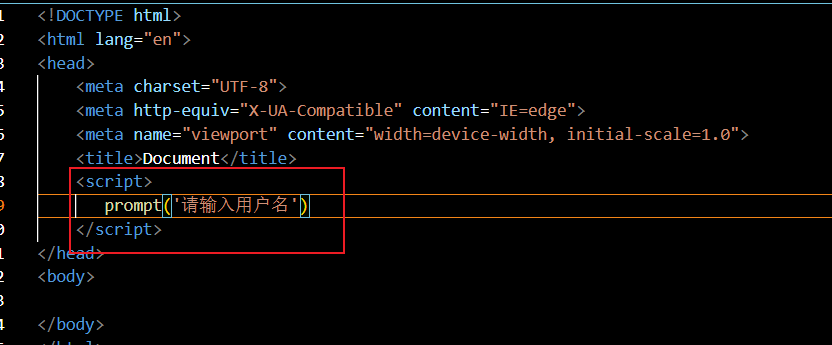 1 <!DOCTYPE html>
2 <html lang="en">
3 <head>
4 <meta charset="UTF-8">
5 <meta http-equiv="X-UA-Compatible" content="IE=edge">
6 <meta name="viewport" content="width=device-width, initial-scale=1.0">
7 <title>Document</title>
8 <script>
9 prompt('请输入用户名')
0 </script>
1 </head>
2 <body>
3
4 </body>
</html>